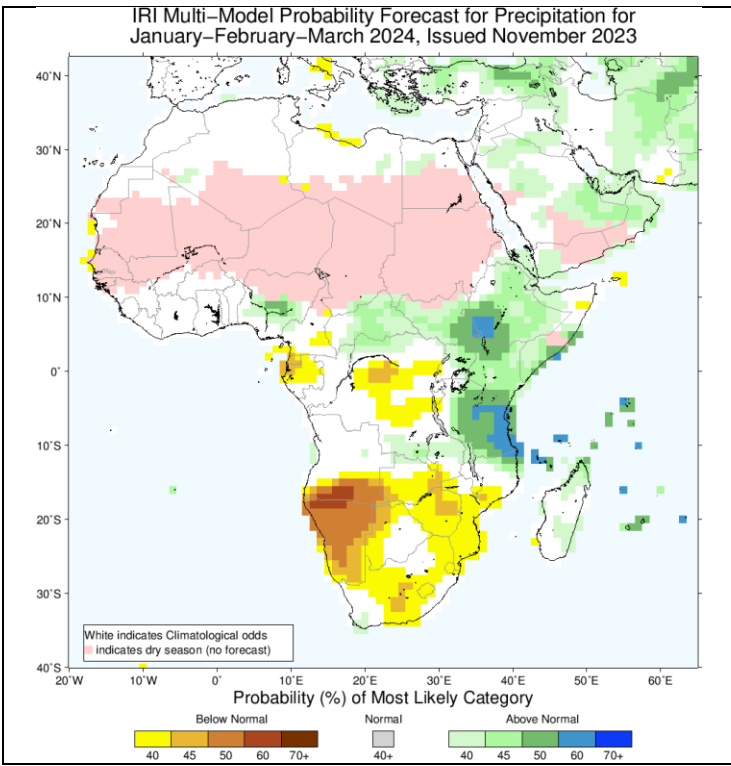 IRI Multi−Model Probability Forecast for Precipitation for
January−February−March 2024, Issued November 2023
40˚N
30˚N
20˚N
10˚N
0˚
10˚S
20˚S
30˚S
40˚S
White indicates Climatological odds
indicates dry season (no forecast)
20˚W 10˚W 0˚ 10˚E 20˚E 30˚E 40˚E 50˚E 60˚E
Probability (%) of Most Likely Category
Below Normal Normal Above Normal
40 45 50 60 70+ 40+ 40 45 50 60 70+